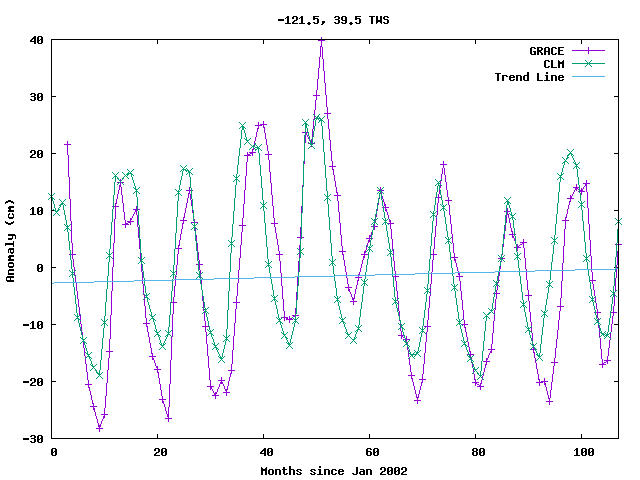 -121.5, 39.5 TWS
GRACE
CLM
Trend Line
40
30
20
10
0
-10
-20
-30
Anomaly (cm)
0 20 40 60 80 100
Months since Jan 2002